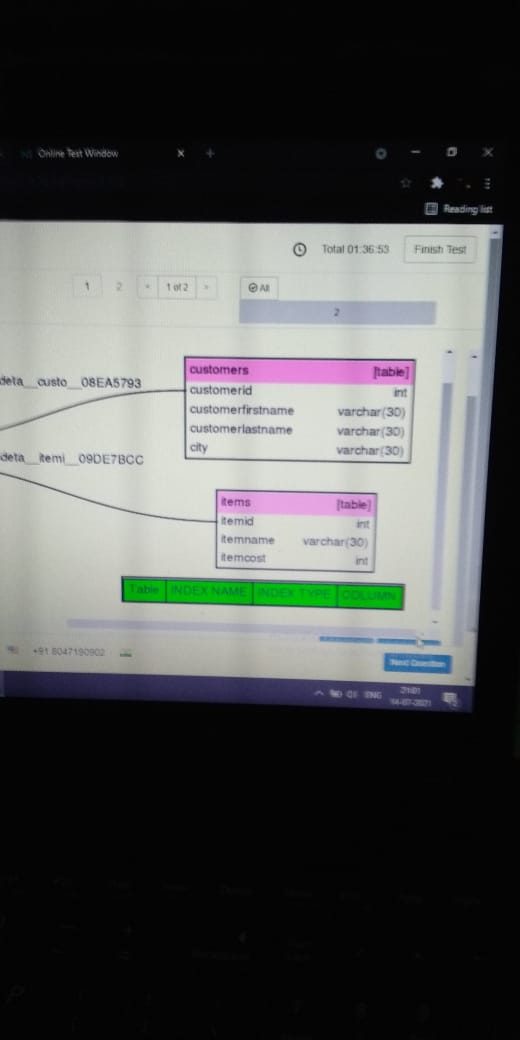 Online Test Window
Reading list
Total 01:36:53
Finish Test
1 2 < 1 of 2 > All
2
deta__custo__08EA5793
customers [table]
customerid int
customerfirstname varchar(30)
customerlastname varchar(30)
city varchar(30)
deta__itemi__09DE7BCC
items [table]
itemid int
itemname varchar(30)
itemcost int
Table INDEX NAME INDEX TYPE COLUMN
+91 8047190902
Next Question
ENG
21:01
14-07-2021